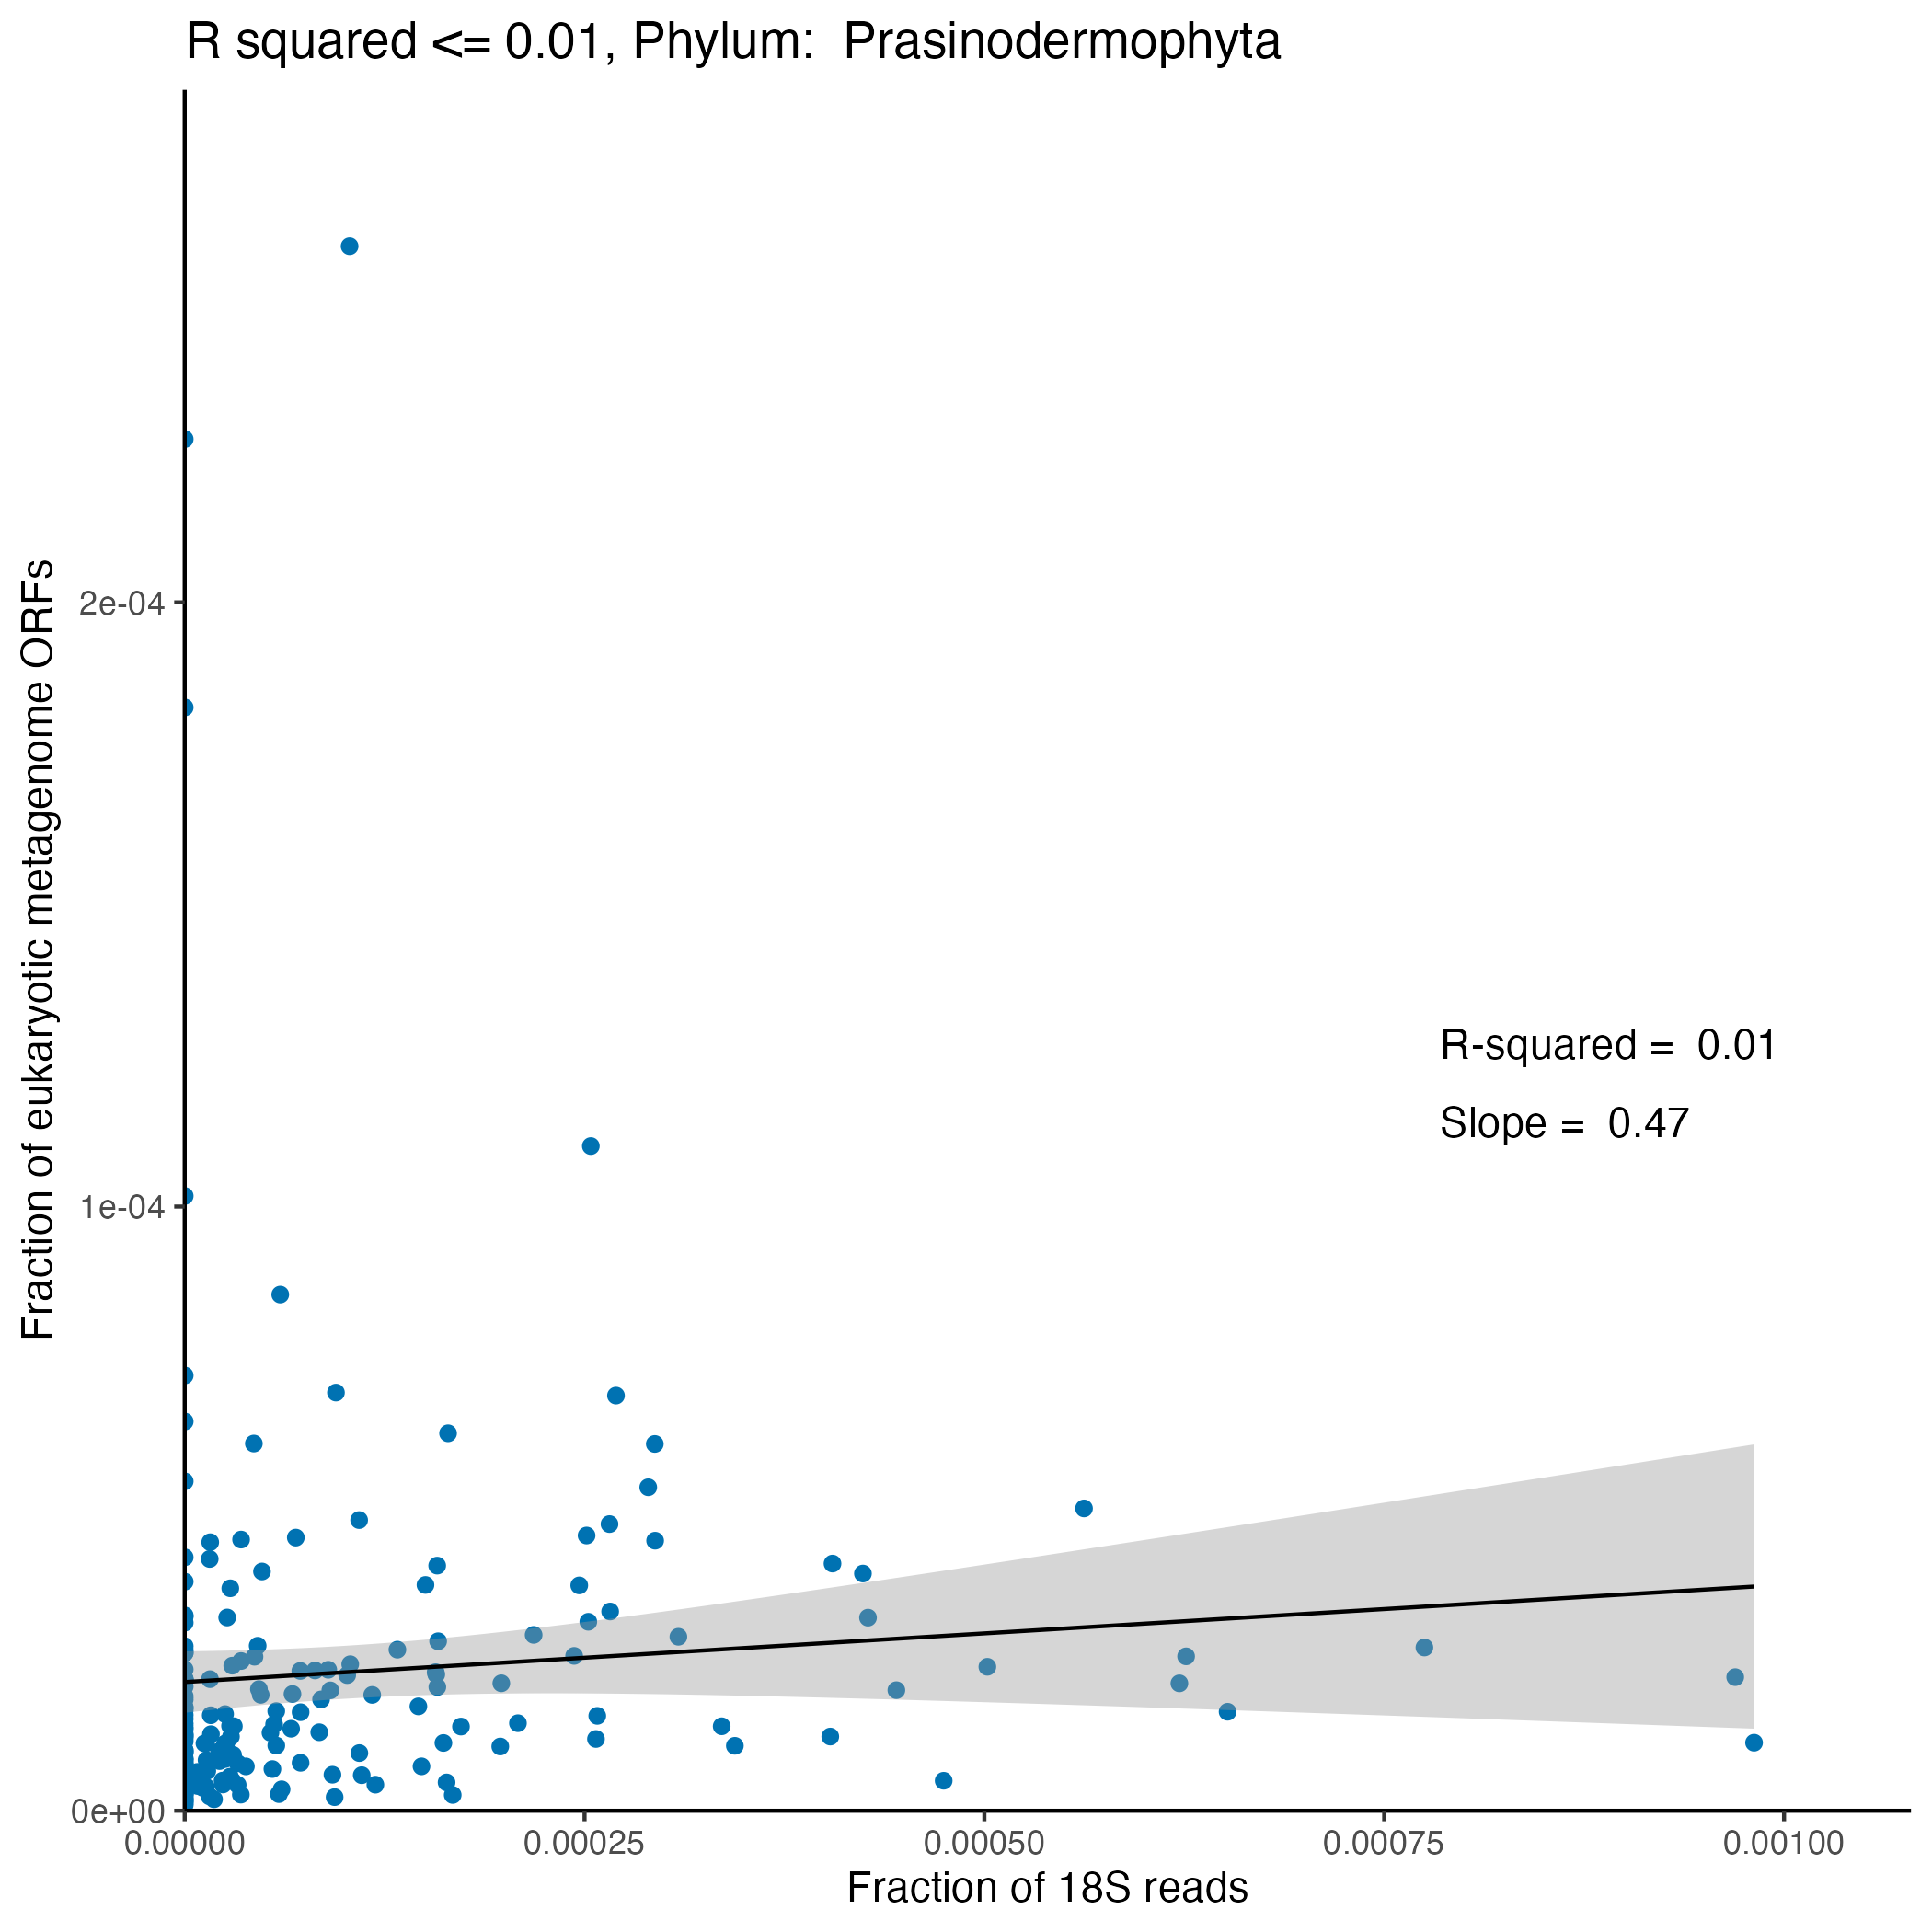 R squared <= 0.01, Phylum:  Prasinodermophyta
Fraction of eukaryotic metagenome ORFs
2e-04
1e-04
0e+00
R-squared =  0.01
Slope =  0.47
0.00000 0.00025 0.00050 0.00075 0.00100
Fraction of 18S reads